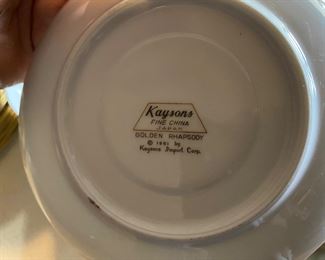 Kaysons
FINE CHINA
JAPAN
GOLDEN RHAPSODY
© 1961 by
Kaysons Import Corp.